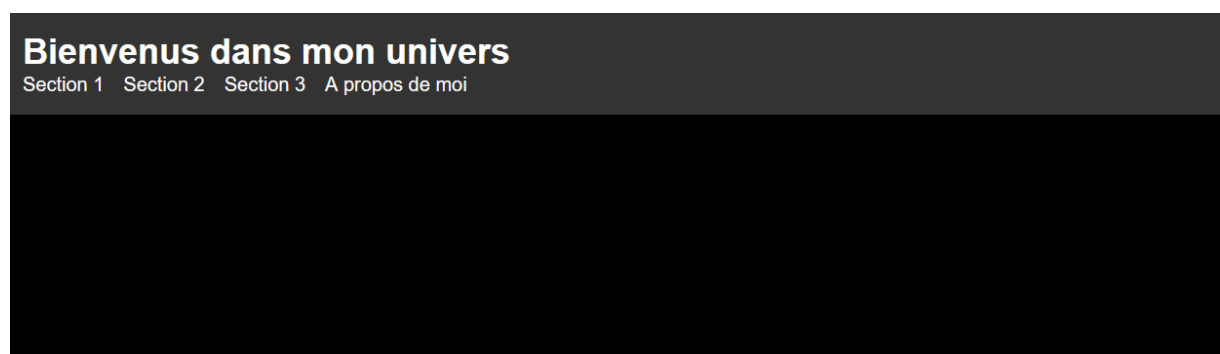 Bienvenus dans mon univers
Section 1 Section 2 Section 3 A propos de moi